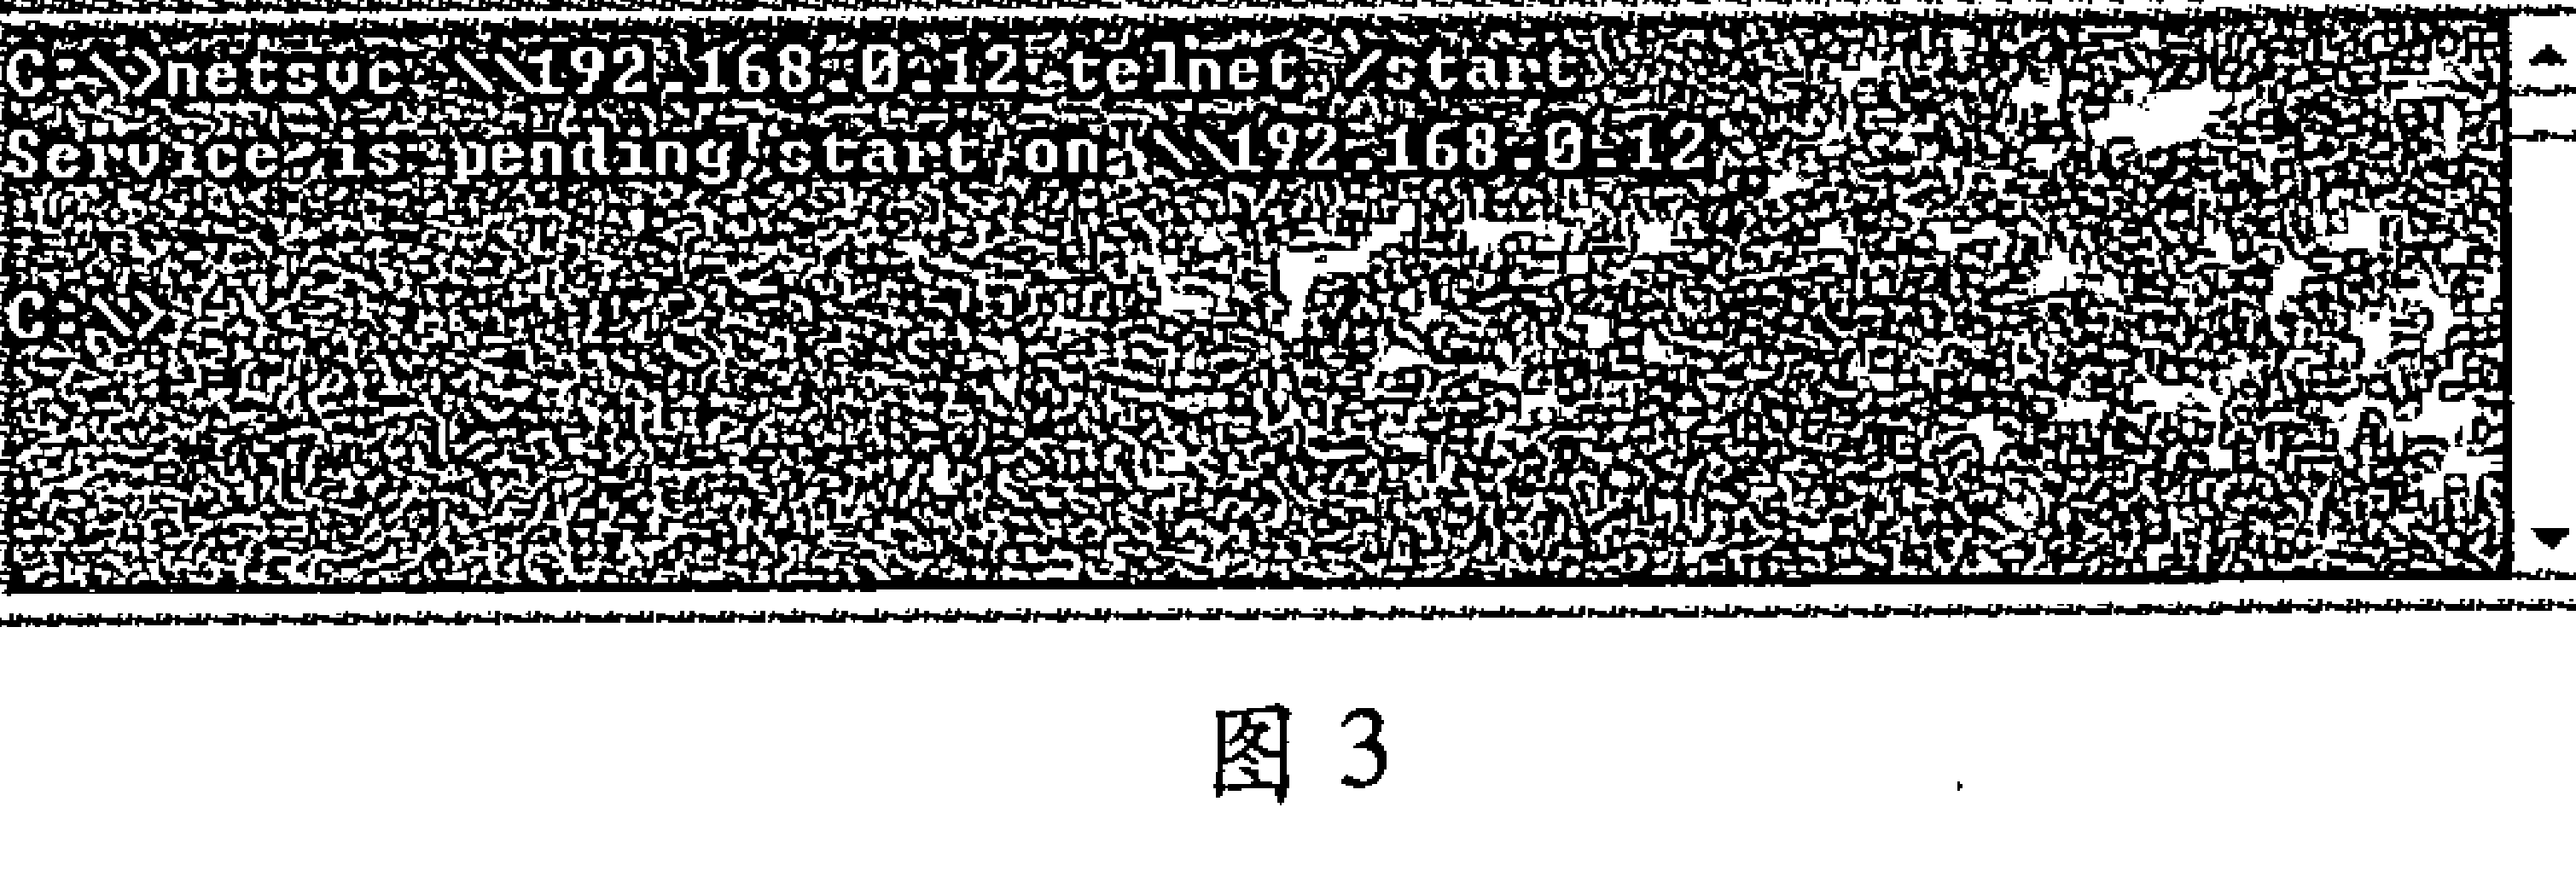 C:\>netsvc \\192.168.0.12 telnet /start
Service is pending start on \\192.168.0.12
C:\>
图 3